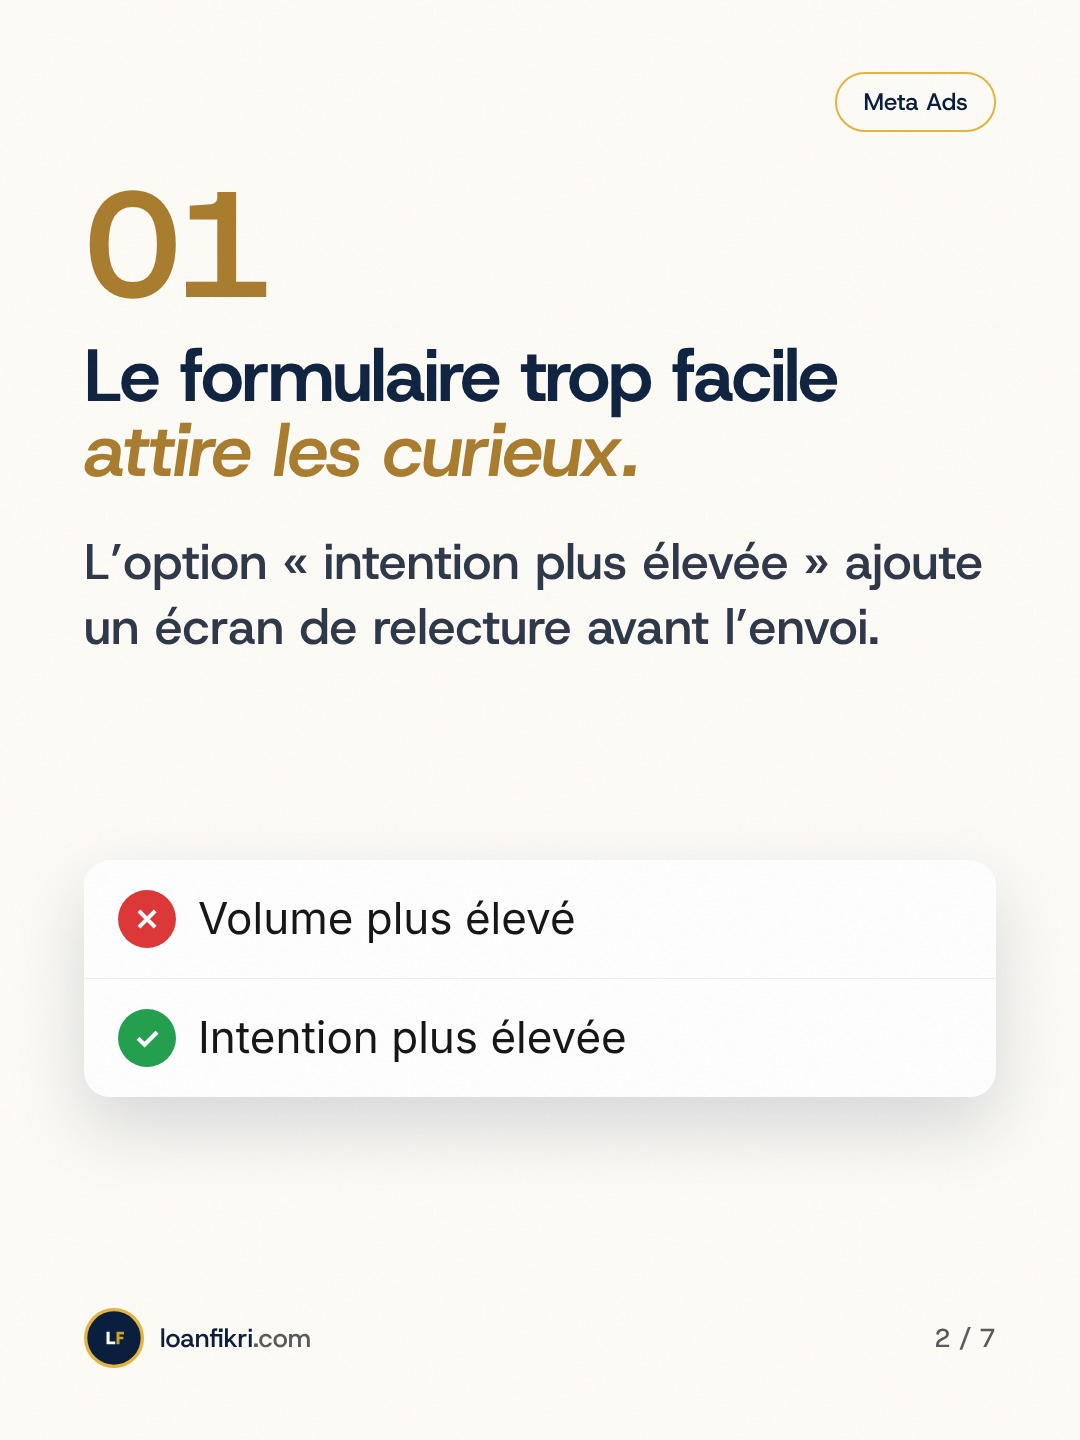 Meta Ads
01
Le formulaire trop facile
attire les curieux.
L’option « intention plus élevée » ajoute
un écran de relecture avant l’envoi.
Volume plus élevé
Intention plus élevée
LF
loanfikri.com
2 / 7